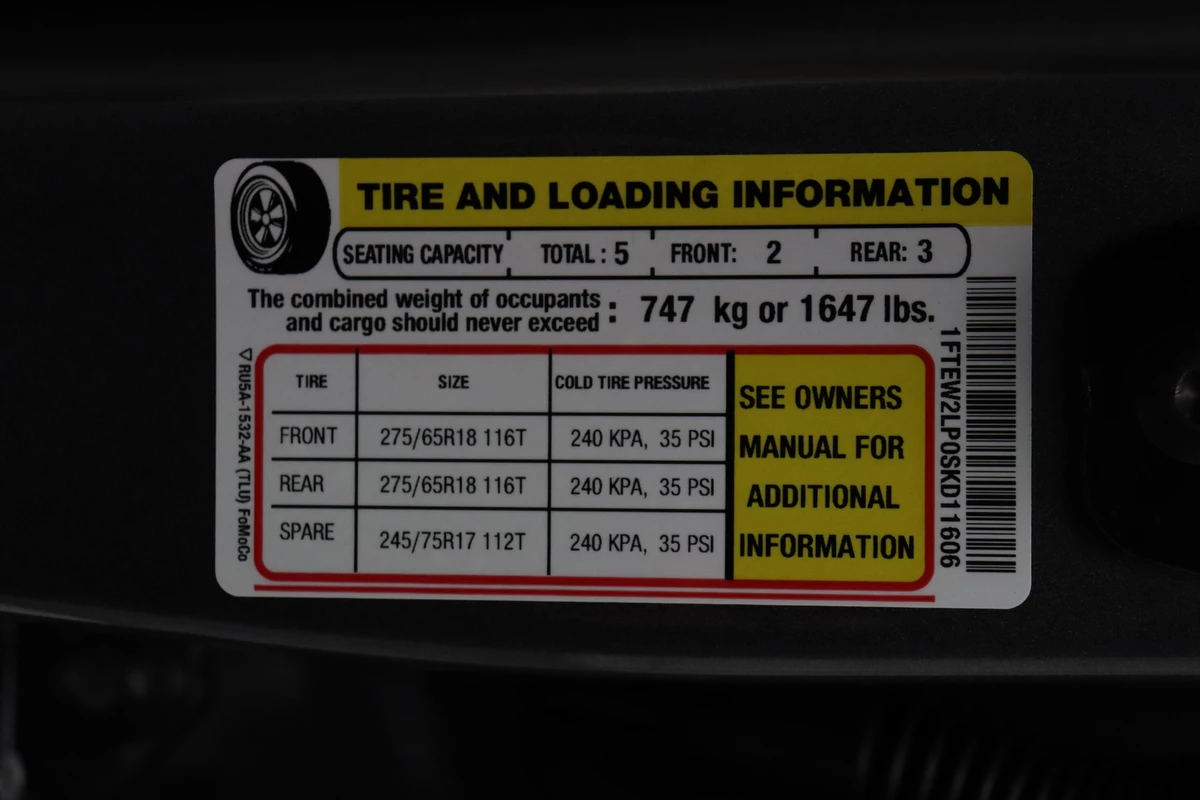 TIRE AND LOADING INFORMATION
SEATING CAPACITY TOTAL : 5 FRONT: 2 REAR: 3
The combined weight of occupants
and cargo should never exceed : 747 kg or 1647 lbs.
TIRE SIZE COLD TIRE PRESSURE
FRONT 275/65R18 116T 240 KPA, 35 PSI
REAR 275/65R18 116T 240 KPA, 35 PSI
SPARE 245/75R17 112T 240 KPA, 35 PSI
SEE OWNERS
MANUAL FOR
ADDITIONAL
INFORMATION
1FTEW2LP0SKD11606
RU5A-1532-AA (TLU) FoMoCo